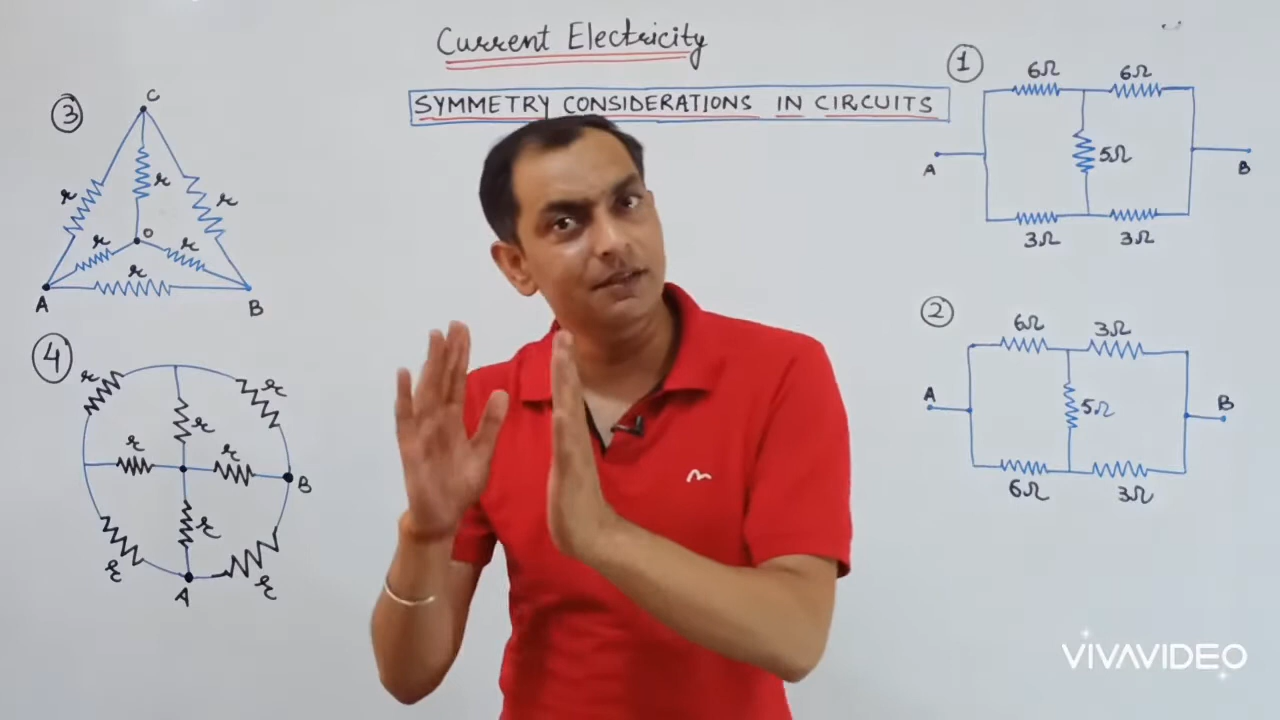 Current Electricity
SYMMETRY CONSIDERATIONS IN CIRCUITS
1
6Ω 6Ω
5Ω
A B
3Ω 3Ω
2
6Ω 3Ω
A B
5Ω
6Ω 3Ω
3
C
r r r
O
r r
r
A B
4
r r
r
r r
B
r
r r
A
VIVAVIDEO